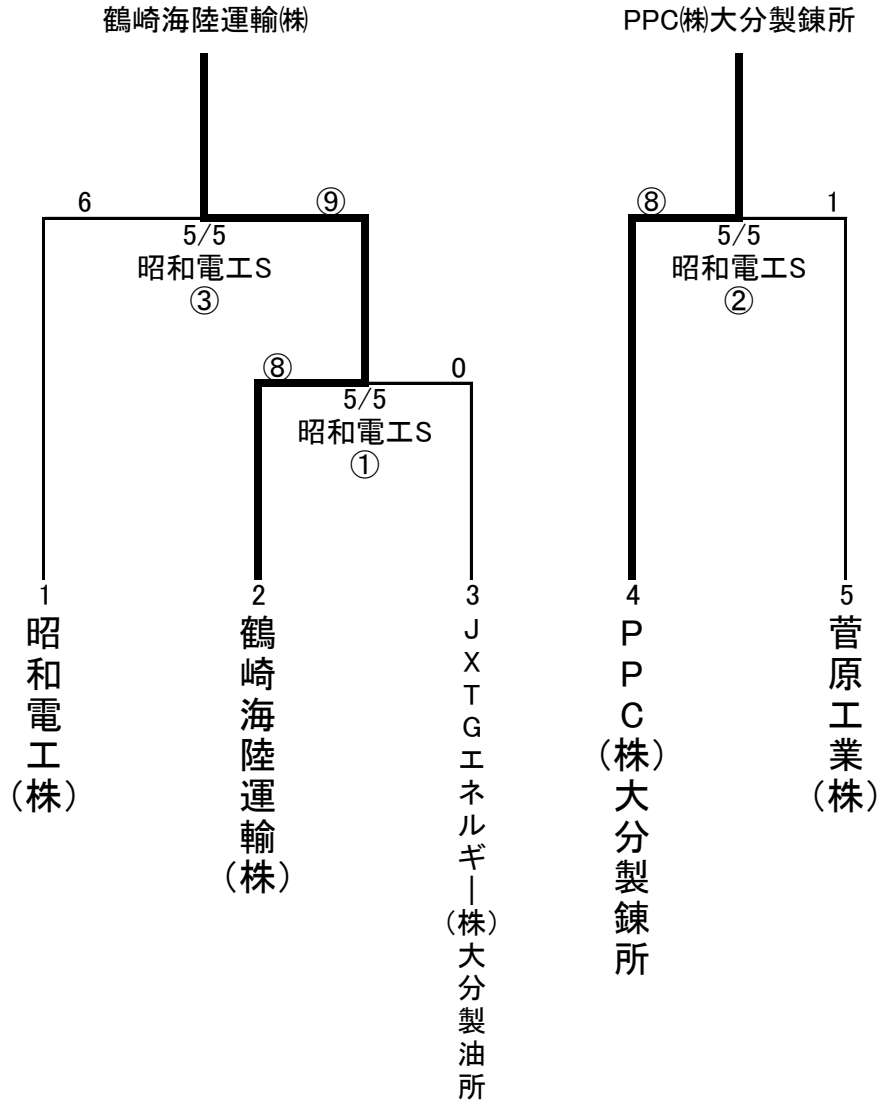 鶴崎海陸運輸㈱
PPC㈱大分製錬所
6
⑨
5/5
昭和電工S
③
⑧
1
5/5
昭和電工S
②
⑧
0
5/5
昭和電工S
①
1
昭和電工(株)
2
鶴崎海陸運輸(株)
3
JXTGエネルギー(株)大分製油所
4
PPC(株)大分製錬所
5
菅原工業(株)